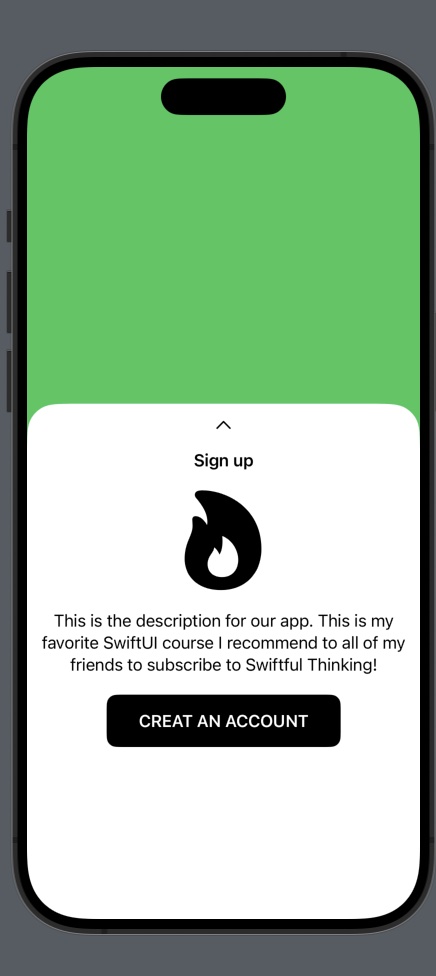 Sign up
This is the description for our app. This is my
favorite SwiftUI course I recommend to all of my
friends to subscribe to Swiftful Thinking!
CREAT AN ACCOUNT